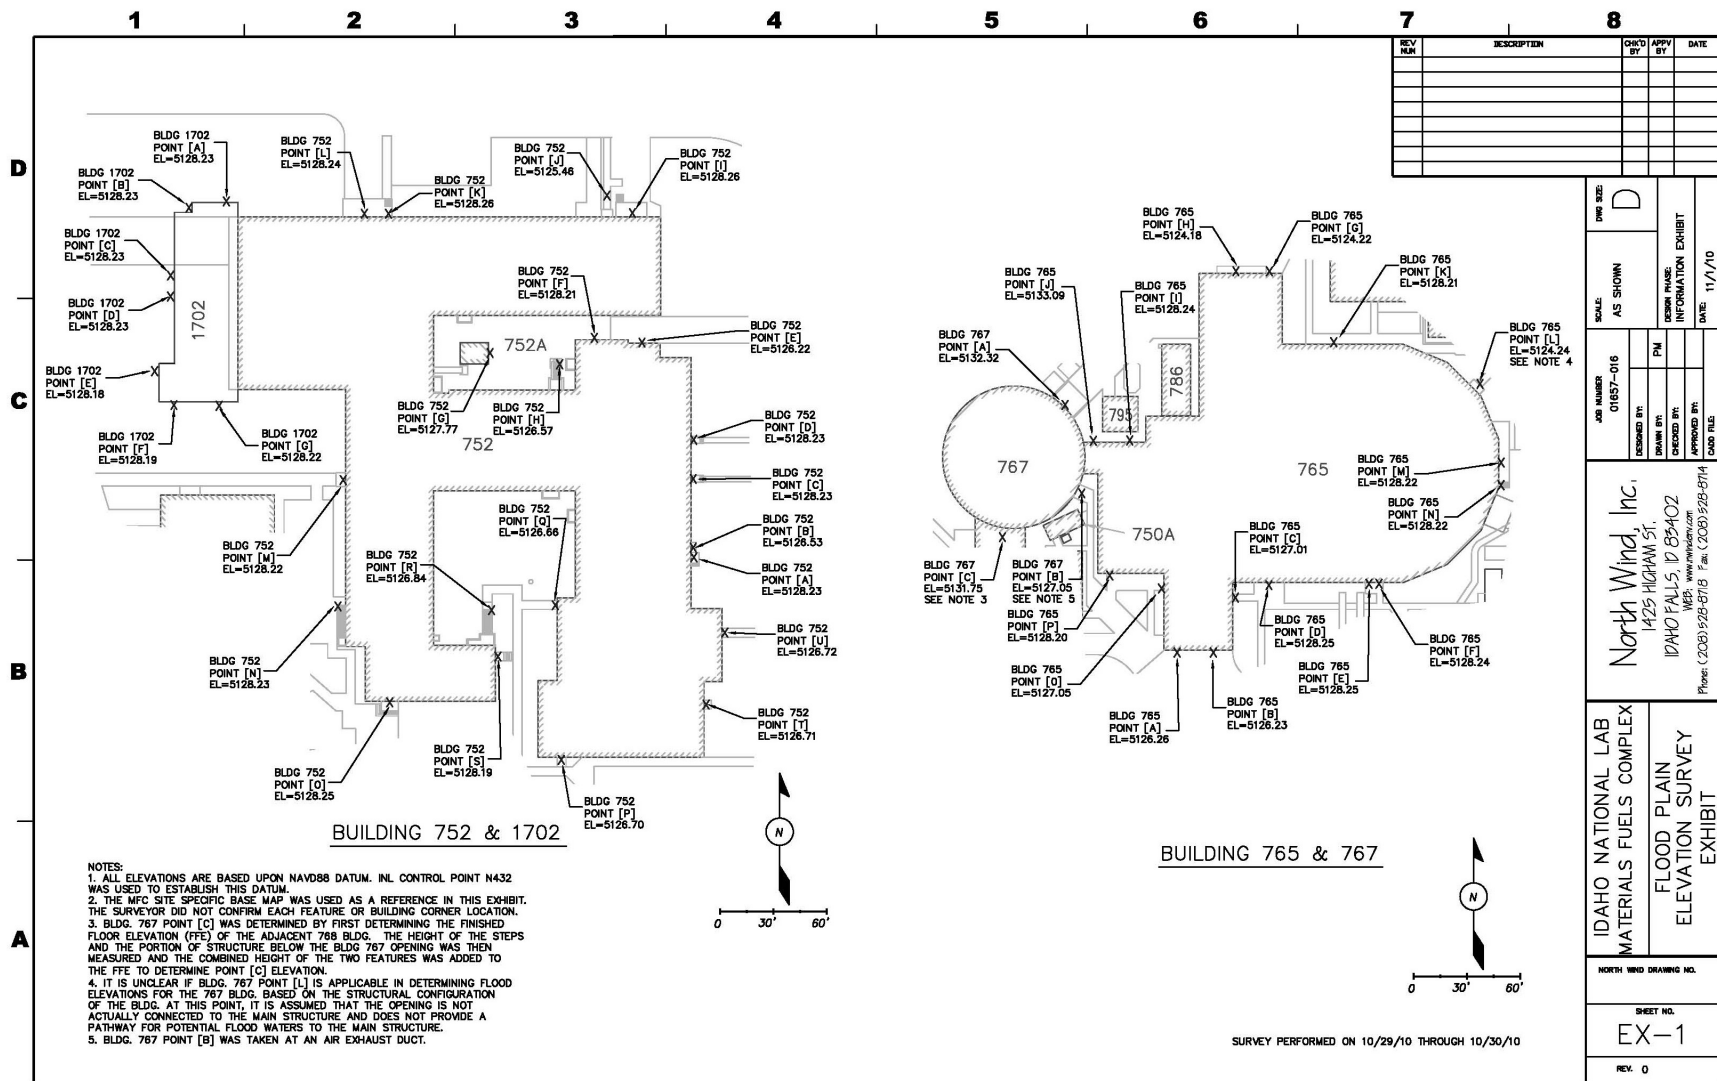 1 2 3 4 5 6 7 8
D
C
B
A
BLDG 1702
POINT [A]
EL=5128.23
BLDG 1702
POINT [B]
EL=5128.23
BLDG 1702
POINT [C]
EL=5128.23
BLDG 1702
POINT [D]
EL=5128.23
BLDG 1702
POINT [E]
EL=5128.18
BLDG 1702
POINT [F]
EL=5128.19
BLDG 1702
POINT [G]
EL=5128.22
1702
BLDG 752
POINT [L]
EL=5128.24
BLDG 752
POINT [K]
EL=5128.26
BLDG 752
POINT [J]
EL=5125.46
BLDG 752
POINT [I]
EL=5128.26
BLDG 752
POINT [F]
EL=5128.21
BLDG 752
POINT [E]
EL=5126.22
752A
BLDG 752
POINT [G]
EL=5127.77
BLDG 752
POINT [H]
EL=5126.57
752
BLDG 752
POINT [D]
EL=5128.23
BLDG 752
POINT [C]
EL=5128.23
BLDG 752
POINT [B]
EL=5126.53
BLDG 752
POINT [A]
EL=5128.23
BLDG 752
POINT [Q]
EL=5126.66
BLDG 752
POINT [R]
EL=5126.84
BLDG 752
POINT [M]
EL=5128.22
BLDG 752
POINT [N]
EL=5128.23
BLDG 752
POINT [U]
EL=5126.72
BLDG 752
POINT [T]
EL=5126.71
BLDG 752
POINT [S]
EL=5128.19
BLDG 752
POINT [O]
EL=5128.25
BLDG 752
POINT [P]
EL=5126.70
BUILDING 752 & 1702
N
0 30' 60'
BLDG 765
POINT [H]
EL=5124.18
BLDG 765
POINT [G]
EL=5124.22
BLDG 765
POINT [J]
EL=5133.09
BLDG 765
POINT [I]
EL=5128.24
BLDG 765
POINT [K]
EL=5128.21
BLDG 765
POINT [L]
EL=5124.24
SEE NOTE 4
BLDG 767
POINT [A]
EL=5132.32
786
795
767
765
750A
BLDG 765
POINT [M]
EL=5128.22
BLDG 765
POINT [N]
EL=5128.22
BLDG 765
POINT [C]
EL=5127.01
BLDG 767
POINT [C]
EL=5131.75
SEE NOTE 3
BLDG 767
POINT [B]
EL=5127.05
SEE NOTE 5
BLDG 765
POINT [P]
EL=5128.20
BLDG 765
POINT [O]
EL=5127.05
BLDG 765
POINT [D]
EL=5128.25
BLDG 765
POINT [E]
EL=5128.25
BLDG 765
POINT [F]
EL=5128.24
BLDG 765
POINT [A]
EL=5126.26
BLDG 765
POINT [B]
EL=5126.23
BUILDING 765 & 767
N
0 30' 60'
NOTES:
1. ALL ELEVATIONS ARE BASED UPON NAVD88 DATUM. INL CONTROL POINT N432
WAS USED TO ESTABLISH THIS DATUM.
2. THE MFC SITE SPECIFIC BASE MAP WAS USED AS A REFERENCE IN THIS EXHIBIT.
THE SURVEYOR DID NOT CONFIRM EACH FEATURE OR BUILDING CORNER LOCATION.
3. BLDG. 767 POINT [C] WAS DETERMINED BY FIRST DETERMINING THE FINISHED
FLOOR ELEVATION (FFE) OF THE ADJACENT 768 BLDG. THE HEIGHT OF THE STEPS
AND THE PORTION OF STRUCTURE BELOW THE BLDG 767 OPENING WAS THEN
MEASURED AND THE COMBINED HEIGHT OF THE TWO FEATURES WAS ADDED TO
THE FFE TO DETERMINE POINT [C] ELEVATION.
4. IT IS UNCLEAR IF BLDG. 767 POINT [L] IS APPLICABLE IN DETERMINING FLOOD
ELEVATIONS FOR THE 767 BLDG. BASED ON THE STRUCTURAL CONFIGURATION
OF THE BLDG. AT THIS POINT, IT IS ASSUMED THAT THE OPENING IS NOT
ACTUALLY CONNECTED TO THE MAIN STRUCTURE AND DOES NOT PROVIDE A
PATHWAY FOR POTENTIAL FLOOD WATERS TO THE MAIN STRUCTURE.
5. BLDG. 767 POINT [B] WAS TAKEN AT AN AIR EXHAUST DUCT.
SURVEY PERFORMED ON 10/29/10 THROUGH 10/30/10
REV NUM
DESCRIPTION
CHK'D BY
APPV BY
DATE
DWG SIZE:
D
SCALE:
AS SHOWN
DESIGN PHASE:
INFORMATION EXHIBIT
DATE: 11/1/10
JOB NUMBER
01657-016
DESIGNED BY:
DRAWN BY: PM
CHECKED BY:
APPROVED BY:
CADD FILE:
North Wind, Inc.
1425 HIGHAM ST.
IDAHO FALLS, ID 83402
WEB: www.nwindenv.com
Phone: (208)528-8718 Fax: (208)528-8714
IDAHO NATIONAL LAB
MATERIALS FUELS COMPLEX
FLOOD PLAIN
ELEVATION SURVEY
EXHIBIT
NORTH WIND DRAWING NO.
SHEET NO.
EX-1
REV. 0